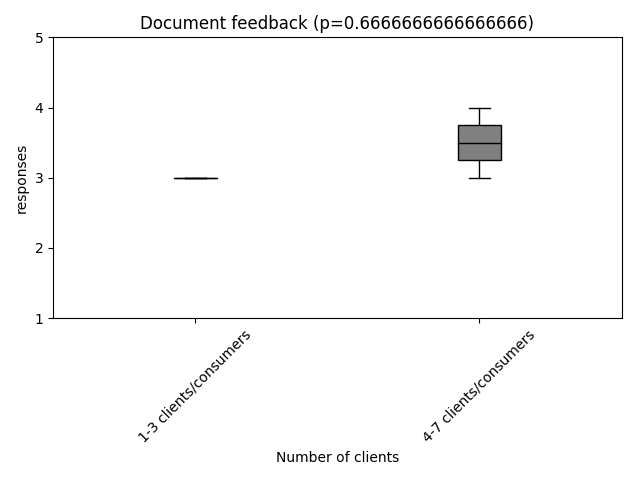 Document feedback (p=0.6666666666666666)
5
4
3
2
1
responses
1-3 clients/consumers
4-7 clients/consumers
Number of clients